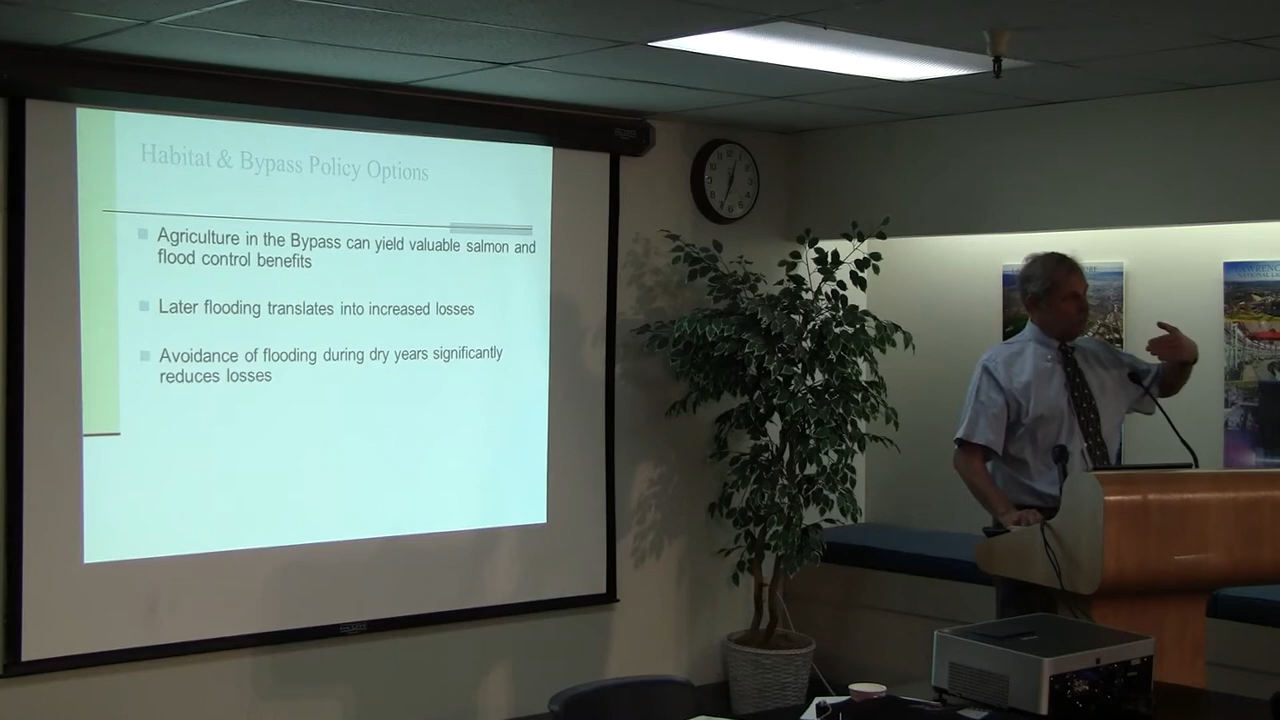 Habitat & Bypass Policy Options
Agriculture in the Bypass can yield valuable salmon and
flood control benefits
Later flooding translates into increased losses
Avoidance of flooding during dry years significantly
reduces losses